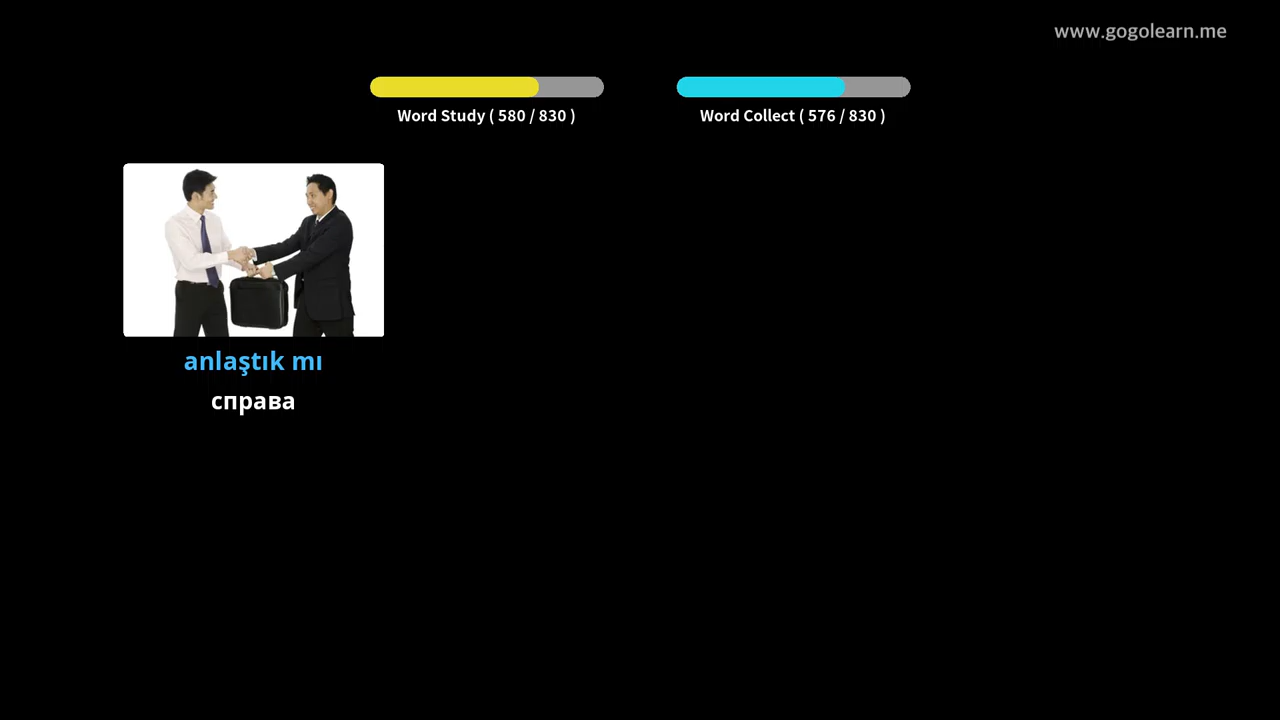 www.gogolearn.me
Word Study ( 580 / 830 )
Word Collect ( 576 / 830 )
anlaştık mı
справа